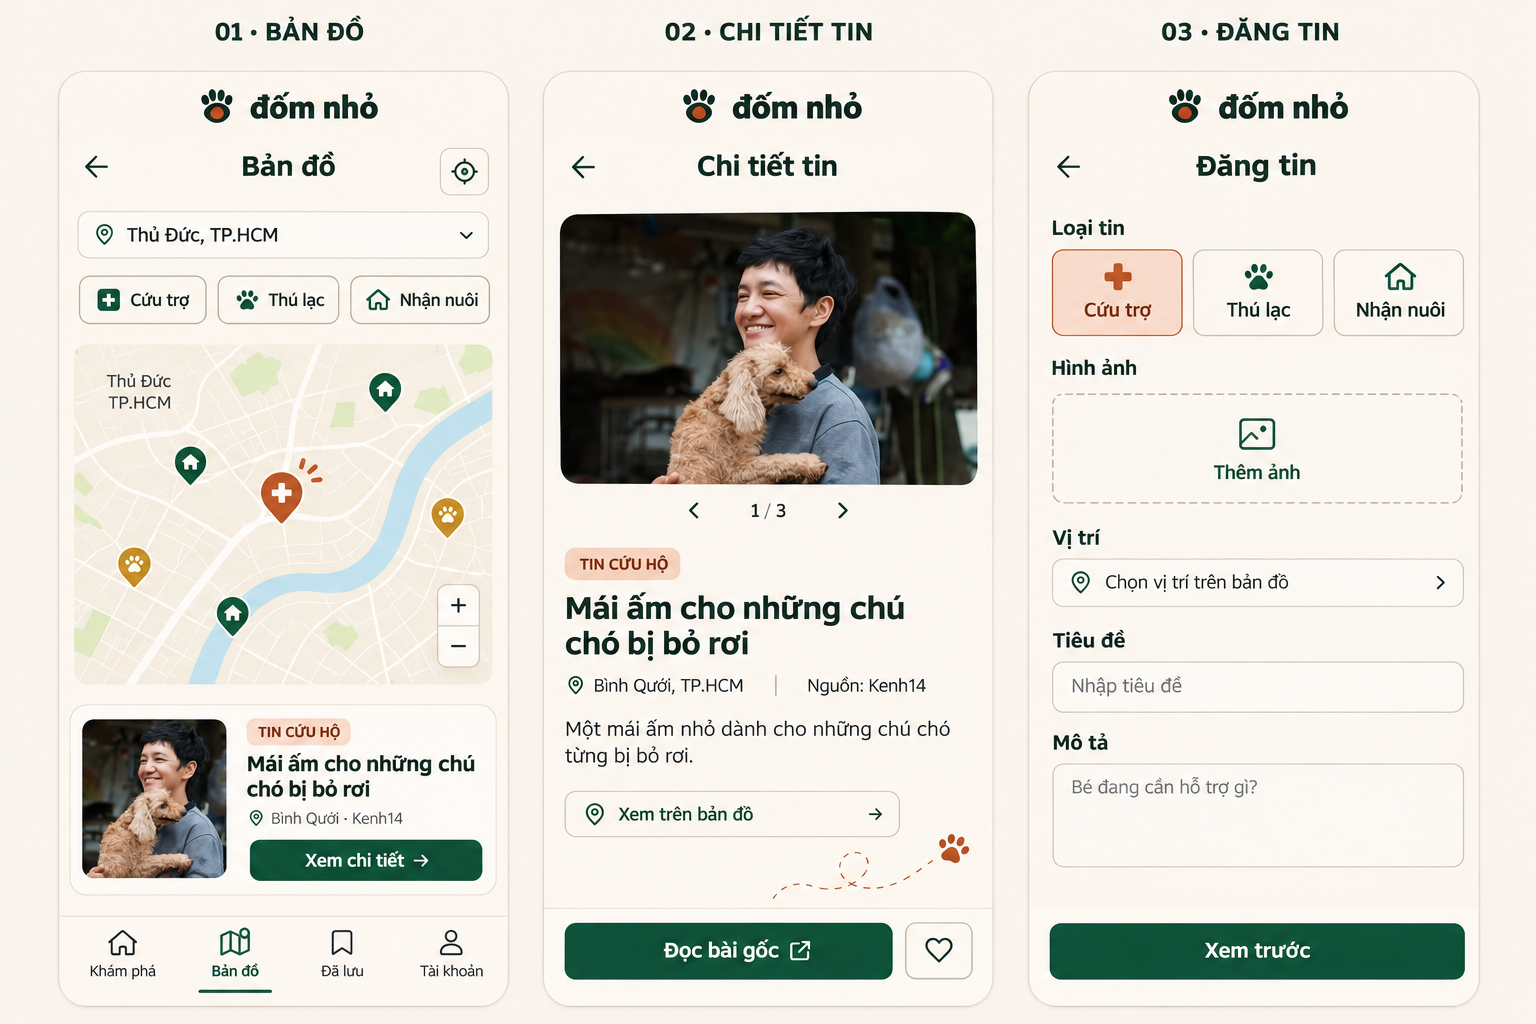 01 • BẢN ĐỒ
đốm nhỏ
Bản đồ
Thủ Đức, TP.HCM
Cứu trợ
Thú lạc
Nhận nuôi
Thủ Đức
TP.HCM
TIN CỨU HỘ
Mái ấm cho những chú
chó bị bỏ rơi
Bình Qưới · Kenh14
Xem chi tiết →
Khám phá
Bản đồ
Đã lưu
Tài khoản
02 • CHI TIẾT TIN
đốm nhỏ
Chi tiết tin
1 / 3
TIN CỨU HỘ
Mái ấm cho những chú
chó bị bỏ rơi
Bình Qưới, TP.HCM | Nguồn: Kenh14
Một mái ấm nhỏ dành cho những chú chó
từng bị bỏ rơi.
Xem trên bản đồ →
Đọc bài gốc
03 • ĐĂNG TIN
đốm nhỏ
Đăng tin
Loại tin
Cứu trợ
Thú lạc
Nhận nuôi
Hình ảnh
Thêm ảnh
Vị trí
Chọn vị trí trên bản đồ
Tiêu đề
Nhập tiêu đề
Mô tả
Bé đang cần hỗ trợ gì?
Xem trước